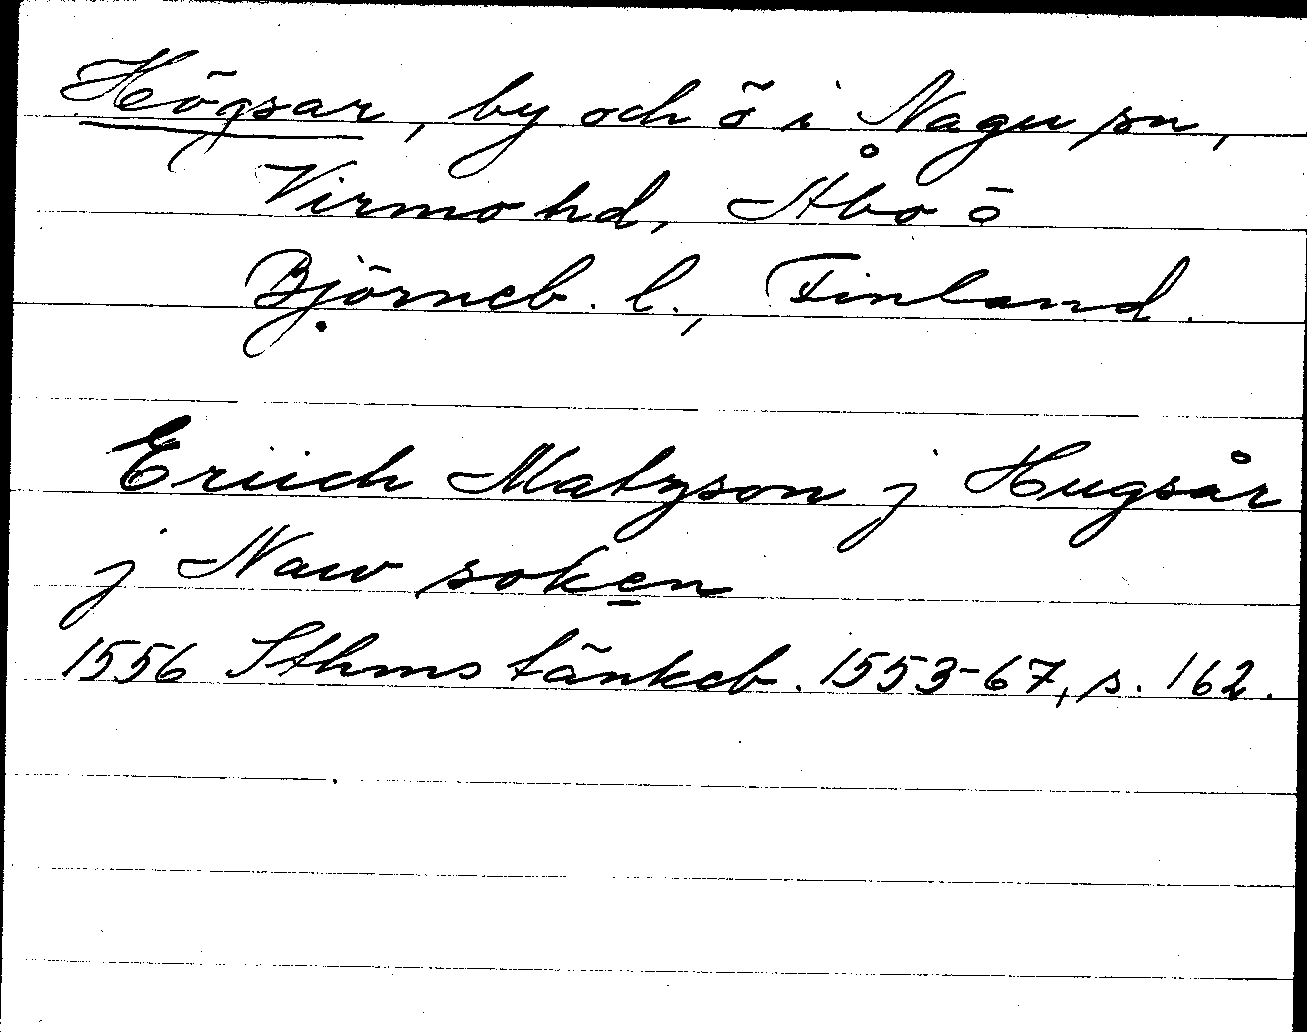 Högsar, by och ö i Nagu sn,
Virmo hd, Åbo o
Björneb. l., Finland.
Eriich Matzson j Hugsår
j Naw soken
1556 Sthms tänkeb. 1553-67, s. 162.